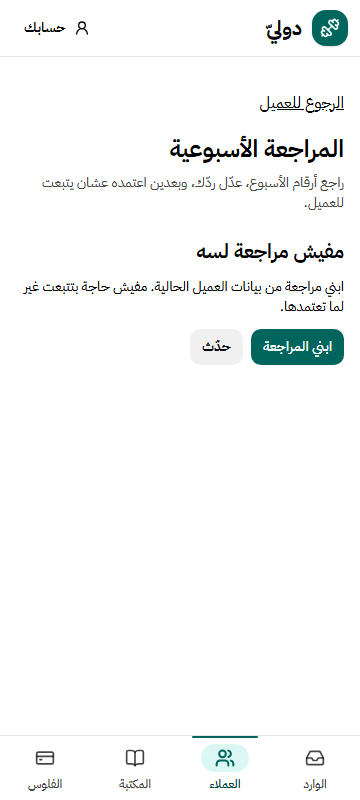 دوليّ
حسابك
الرجوع للعميل
المراجعة الأسبوعية
راجع أرقام الأسبوع، عدّل ردّك، وبعدين اعتمده عشان يتبعت
للعميل.
مفيش مراجعة لسه
ابني مراجعة من بيانات العميل الحالية. مفيش حاجة بتتبعت غير
لما تعتمدها.
ابني المراجعة
حدّث
الوارد
العملاء
المكتبة
الفلوس